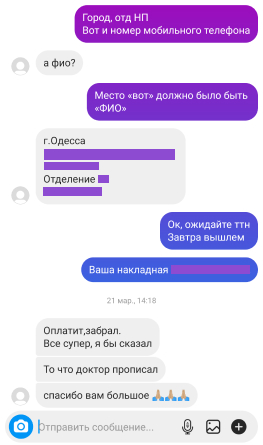 Город, отд НП
Вот и номер мобильного телефона
а фио?
Место «вот» должно было быть
«ФИО»
г.Одесса
Отделение
Ок, ожидайте ттн
Завтра вышлем
Ваша накладная
21 мар., 14:18
Оплатит,забрал.
Все супер, я бы сказал
То что доктор прописал
спасибо вам большое 🙏🏼🙏🏼🙏🏼
Отправить сообщение...